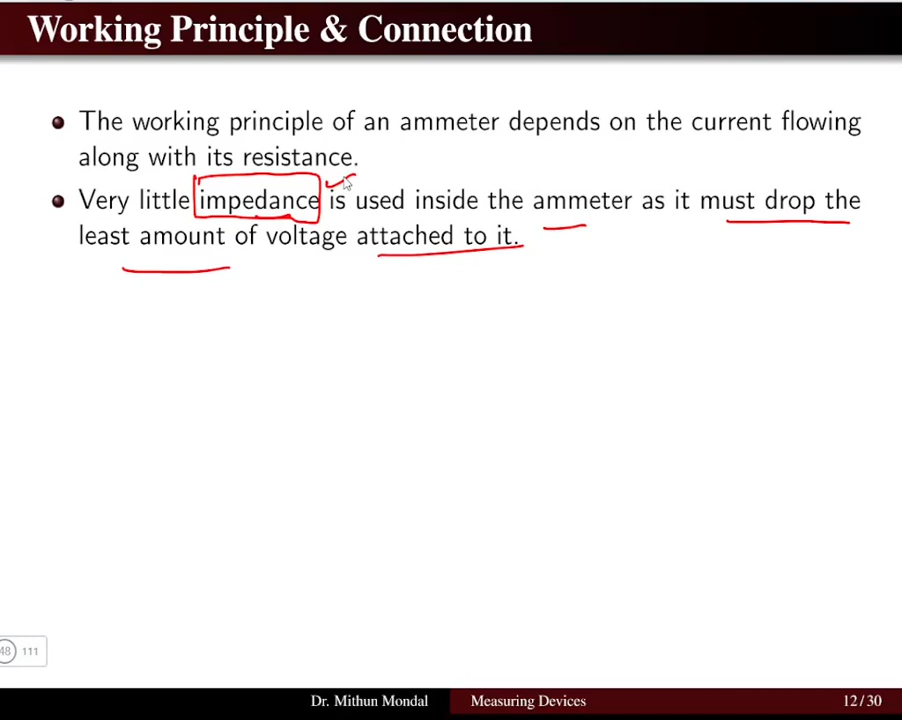 Working Principle & Connection
The working principle of an ammeter depends on the current flowing
along with its resistance.
Very little impedance is used inside the ammeter as it must drop the
least amount of voltage attached to it.
48 111
Dr. Mithun Mondal Measuring Devices 12/30